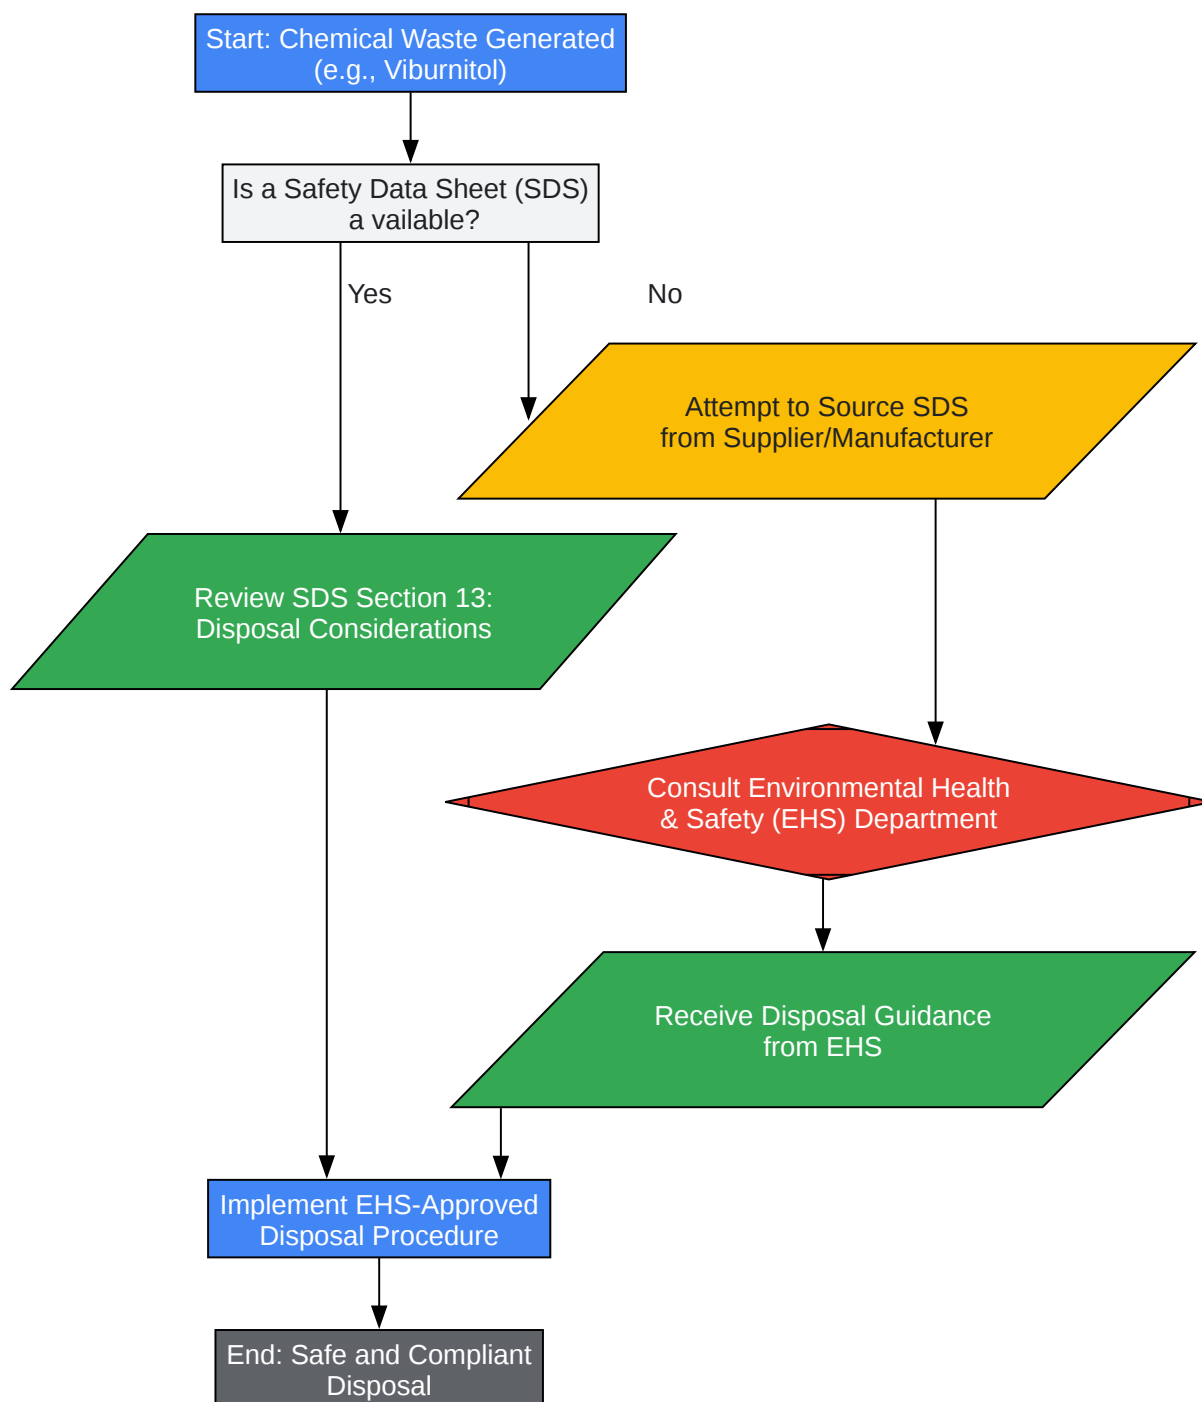 Start: Chemical Waste Generated
(e.g., Viburnitol)
Is a Safety Data Sheet (SDS)
a vailable?
Yes
No
Attempt to Source SDS
from Supplier/Manufacturer
Review SDS Section 13:
Disposal Considerations
Consult Environmental Health
& Safety (EHS) Department
Receive Disposal Guidance
from EHS
Implement EHS-Approved
Disposal Procedure
End: Safe and Compliant
Disposal